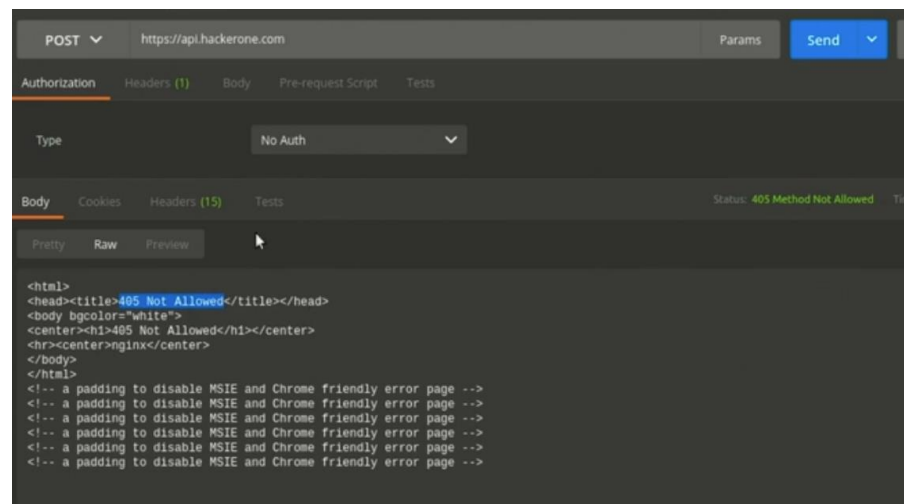 POST https://api.hackerone.com Params Send
Authorization Headers (1) Body Pre-request Script Tests
Type No Auth
Body Cookies Headers (15) Tests Status: 405 Method Not Allowed
Pretty Raw Preview
<html>
<head><title>405 Not Allowed</title></head>
<body bgcolor="white">
<center><h1>405 Not Allowed</h1></center>
<hr><center>nginx</center>
</body>
</html>
<!-- a padding to disable MSIE and Chrome friendly error page -->
<!-- a padding to disable MSIE and Chrome friendly error page -->
<!-- a padding to disable MSIE and Chrome friendly error page -->
<!-- a padding to disable MSIE and Chrome friendly error page -->
<!-- a padding to disable MSIE and Chrome friendly error page -->
<!-- a padding to disable MSIE and Chrome friendly error page -->